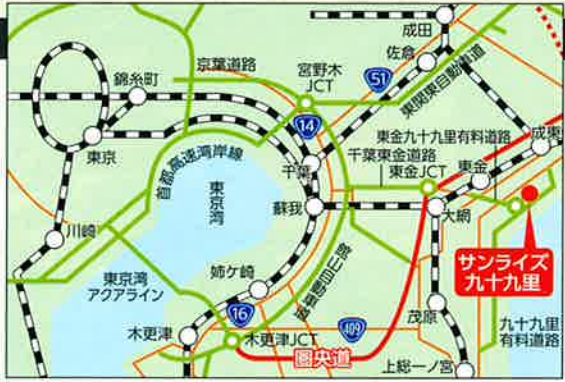 成田
佐倉
京葉道路
宮野木
JCT
51
東関東自動車道
錦糸町
14
東京
首都高速湾岸線
千葉
東金九十九里有料道路
千葉東金道路
成東
東金
東金JCT
東京湾
蘇我
大網
川崎
サンライズ
九十九里
東京湾
アクアライン
姉ケ崎
館山自動車道
16
茂原
409
木更津
木更津JCT
圏央道
九十九里
有料道路
上総一ノ宮